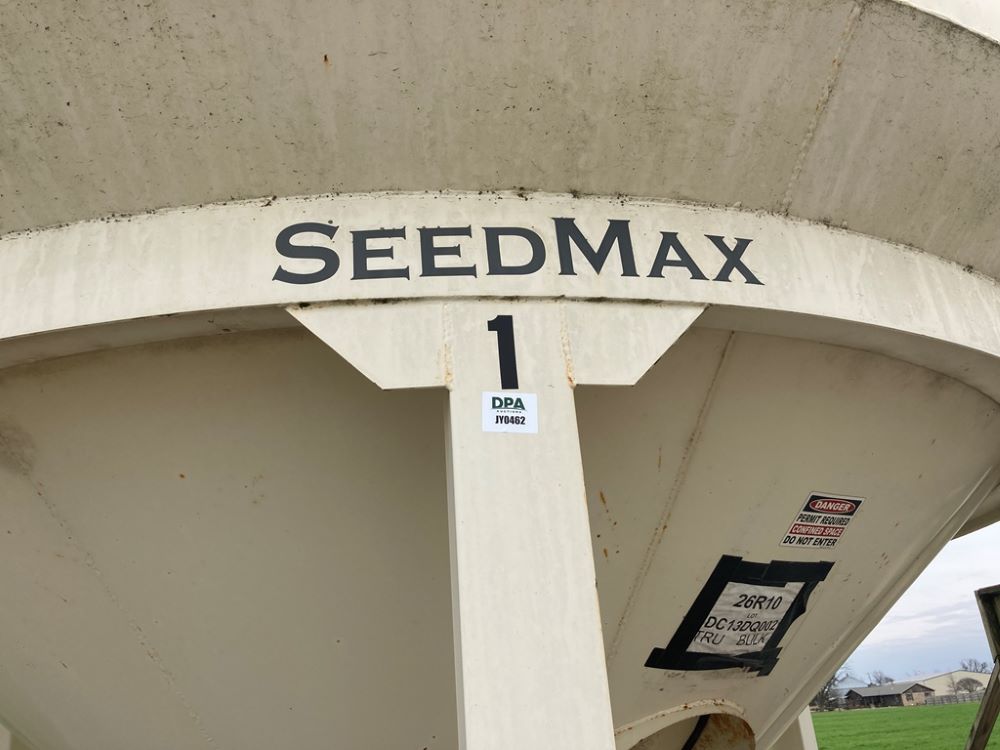 SEEDMAX
1
DPA
AUCTIONS
JY0462
DANGER
PERMIT REQUIRED
CONFINED SPACE
DO NOT ENTER
26R10
LOT
DC13DQ002
TRU BULK